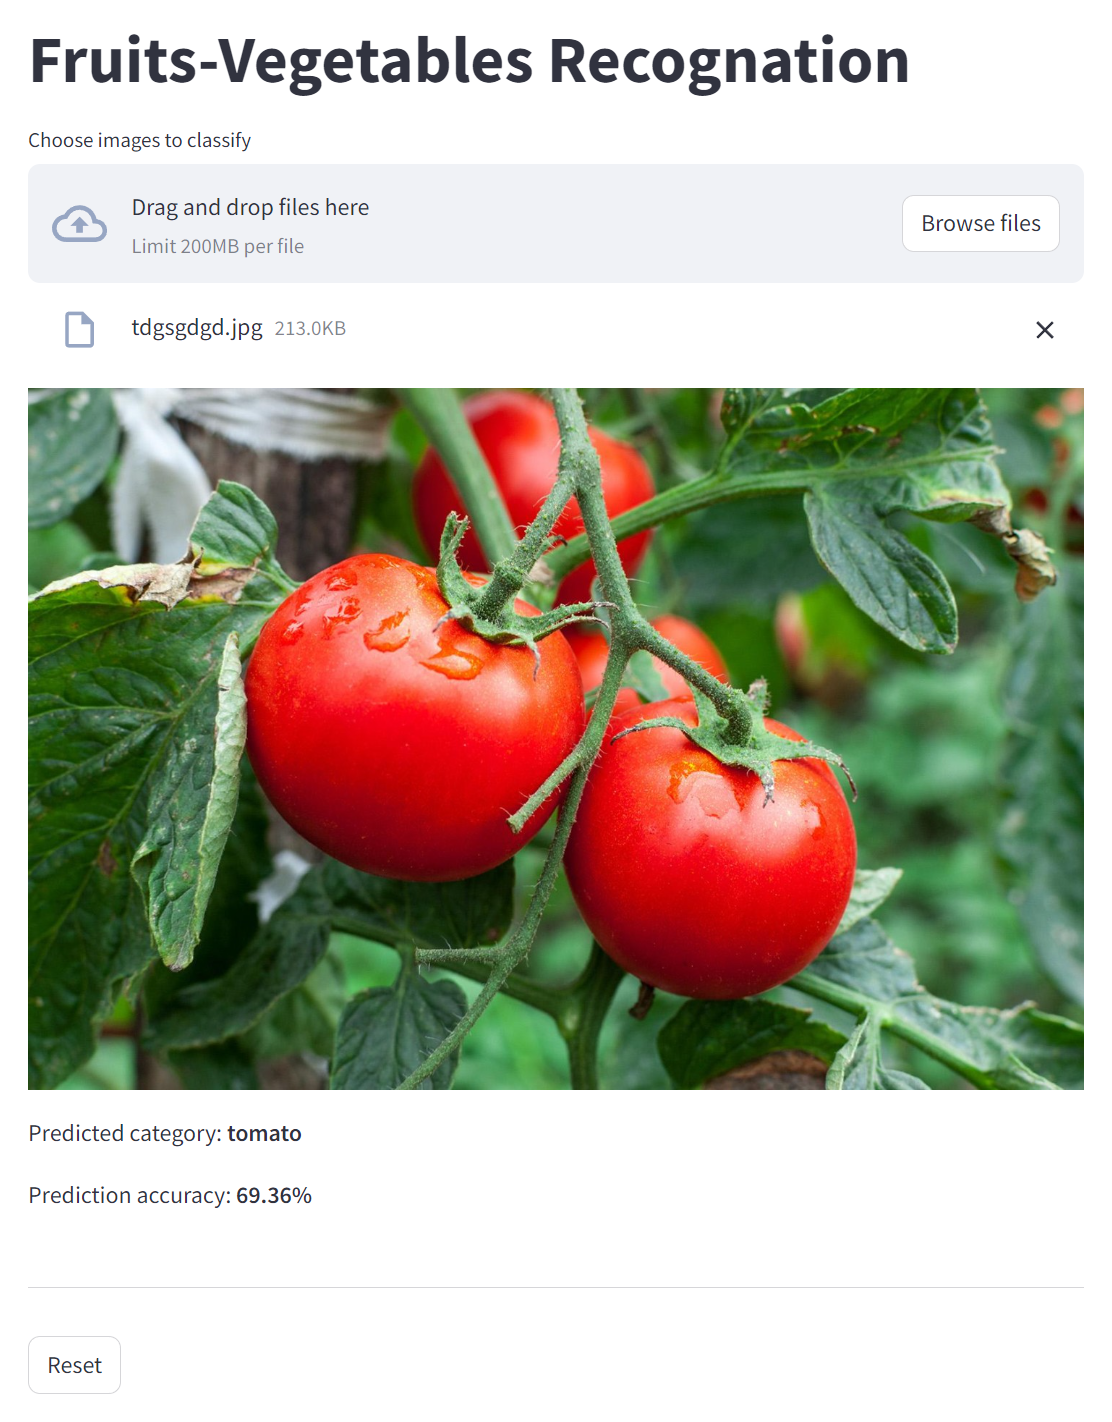 Fruits-Vegetables Recognation
Choose images to classify
Drag and drop files here
Limit 200MB per file
Browse files
tdgsgdgd.jpg 213.0KB
Predicted category: tomato
Prediction accuracy: 69.36%
Reset